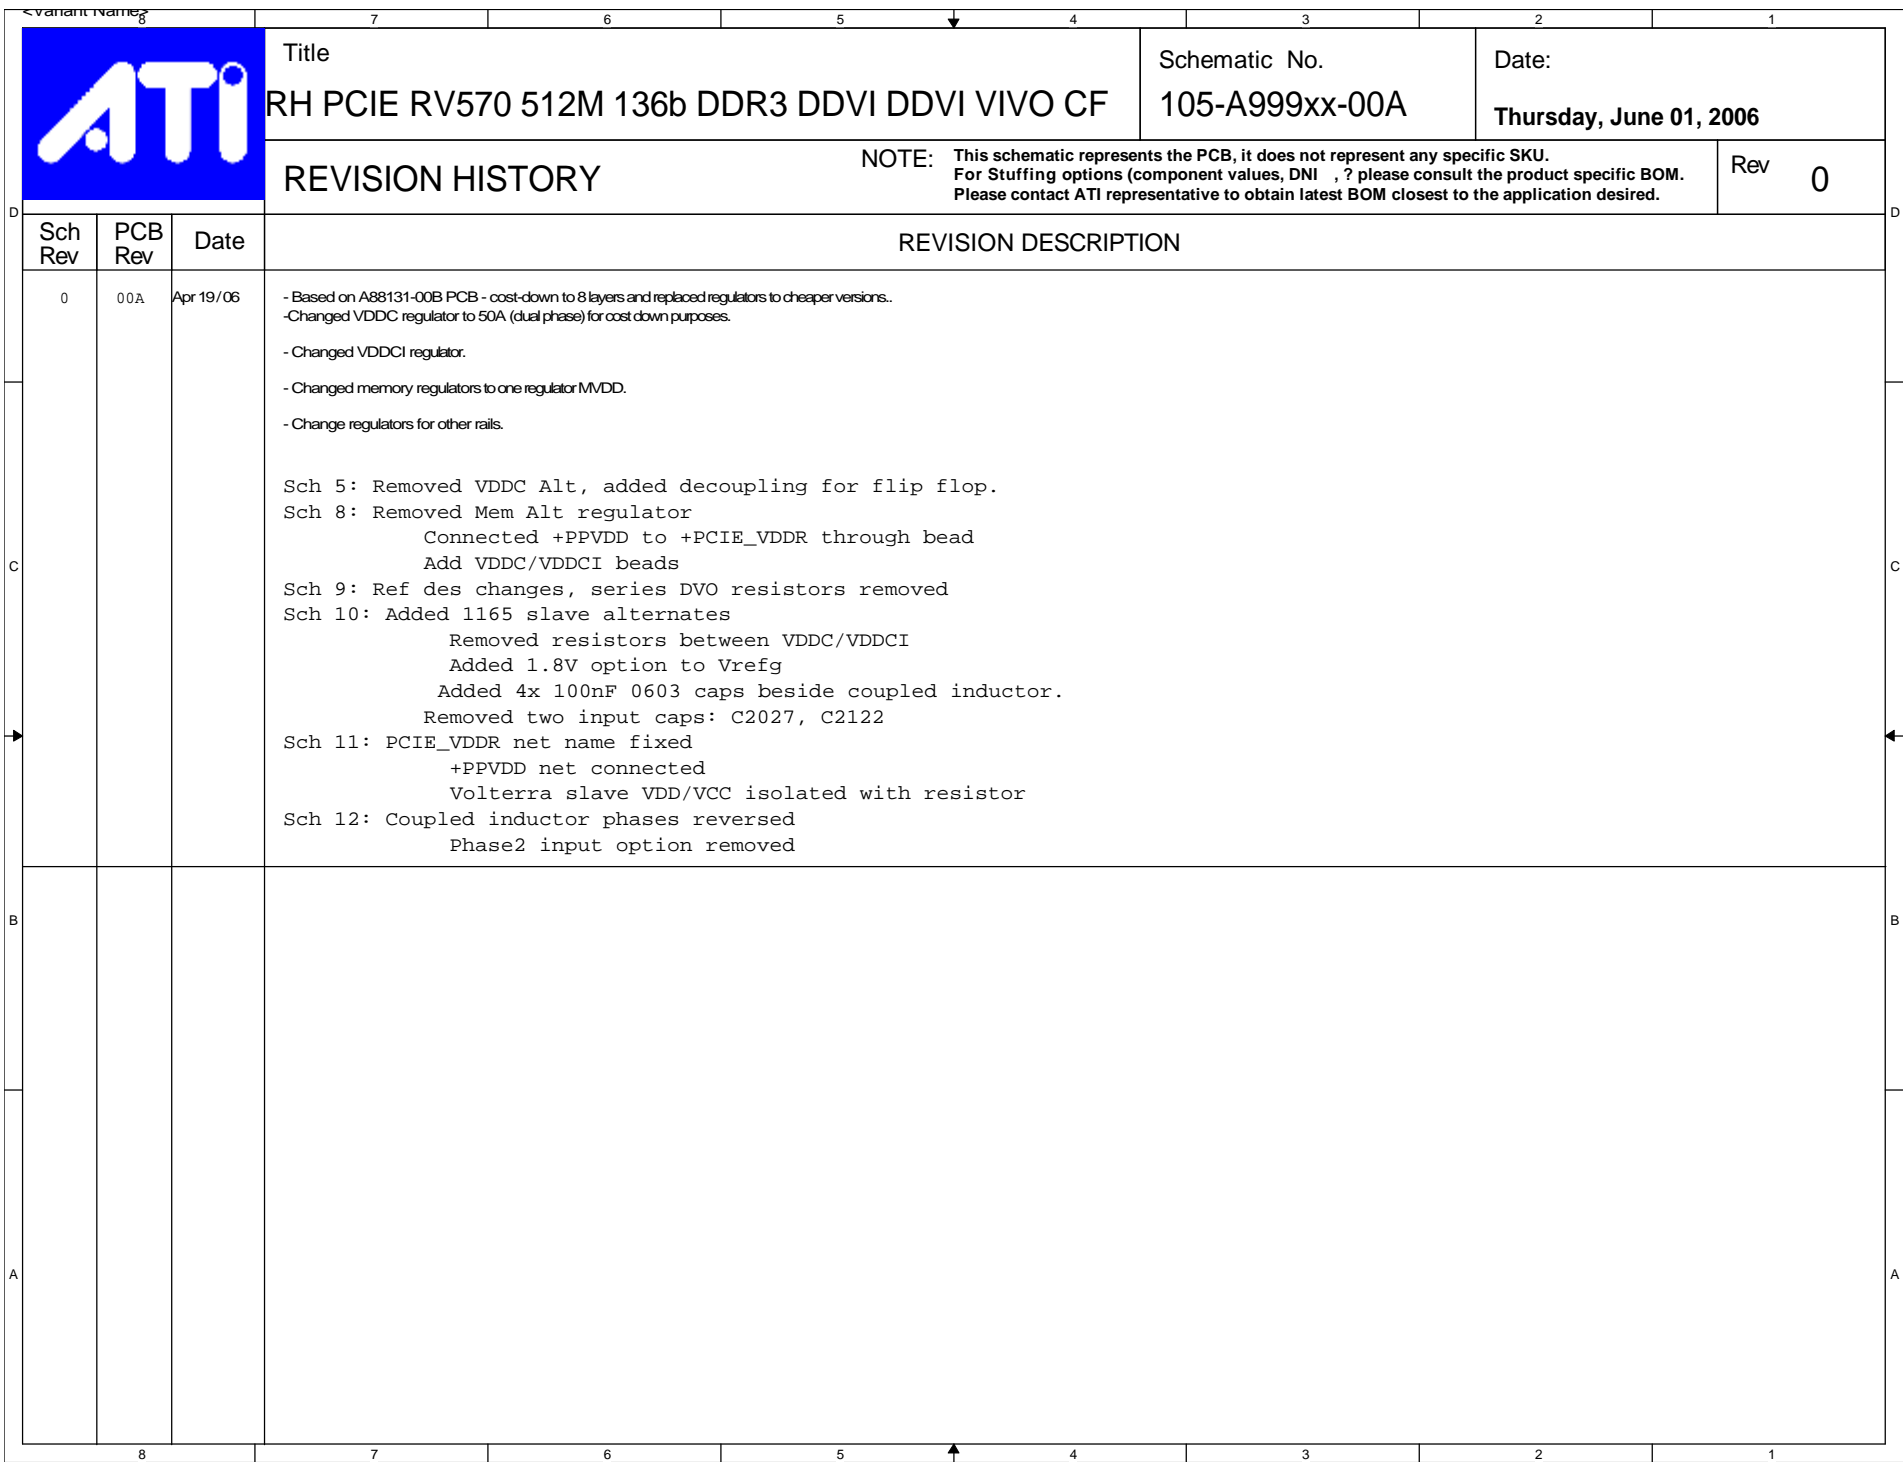 <Variant Name>
8 7 6 5 4 3 2 1
ATi
Title
RH PCIE RV570 512M 136b DDR3 DDVI DDVI VIVO CF
Schematic No.
105-A999xx-00A
Date:
Thursday, June 01, 2006
REVISION HISTORY
NOTE:
This schematic represents the PCB, it does not represent any specific SKU.
For Stuffing options (component values, DNI , ? please consult the product specific BOM.
Please contact ATI representative to obtain latest BOM closest to the application desired.
Rev
0
D D
Sch Rev
PCB Rev
Date
REVISION DESCRIPTION
0 00A Apr 19/06
- Based on A88131-00B PCB - cost-down to 8 layers and replaced regulators to cheaper versions..
-Changed VDDC regulator to 50A (dual phase) for cost down purposes.
- Changed VDDCI regulator.
- Changed memory regulators to one regulator MVDD.
- Change regulators for other rails.
Sch 5: Removed VDDC Alt, added decoupling for flip flop.
Sch 8: Removed Mem Alt regulator
Connected +PPVDD to +PCIE_VDDR through bead
Add VDDC/VDDCI beads
C C
Sch 9: Ref des changes, series DVO resistors removed
Sch 10: Added 1165 slave alternates
Removed resistors between VDDC/VDDCI
Added 1.8V option to Vrefg
Added 4x 100nF 0603 caps beside coupled inductor.
Removed two input caps: C2027, C2122
Sch 11: PCIE_VDDR net name fixed
+PPVDD net connected
Volterra slave VDD/VCC isolated with resistor
Sch 12: Coupled inductor phases reversed
Phase2 input option removed
B B
A A
8 7 6 5 4 3 2 1